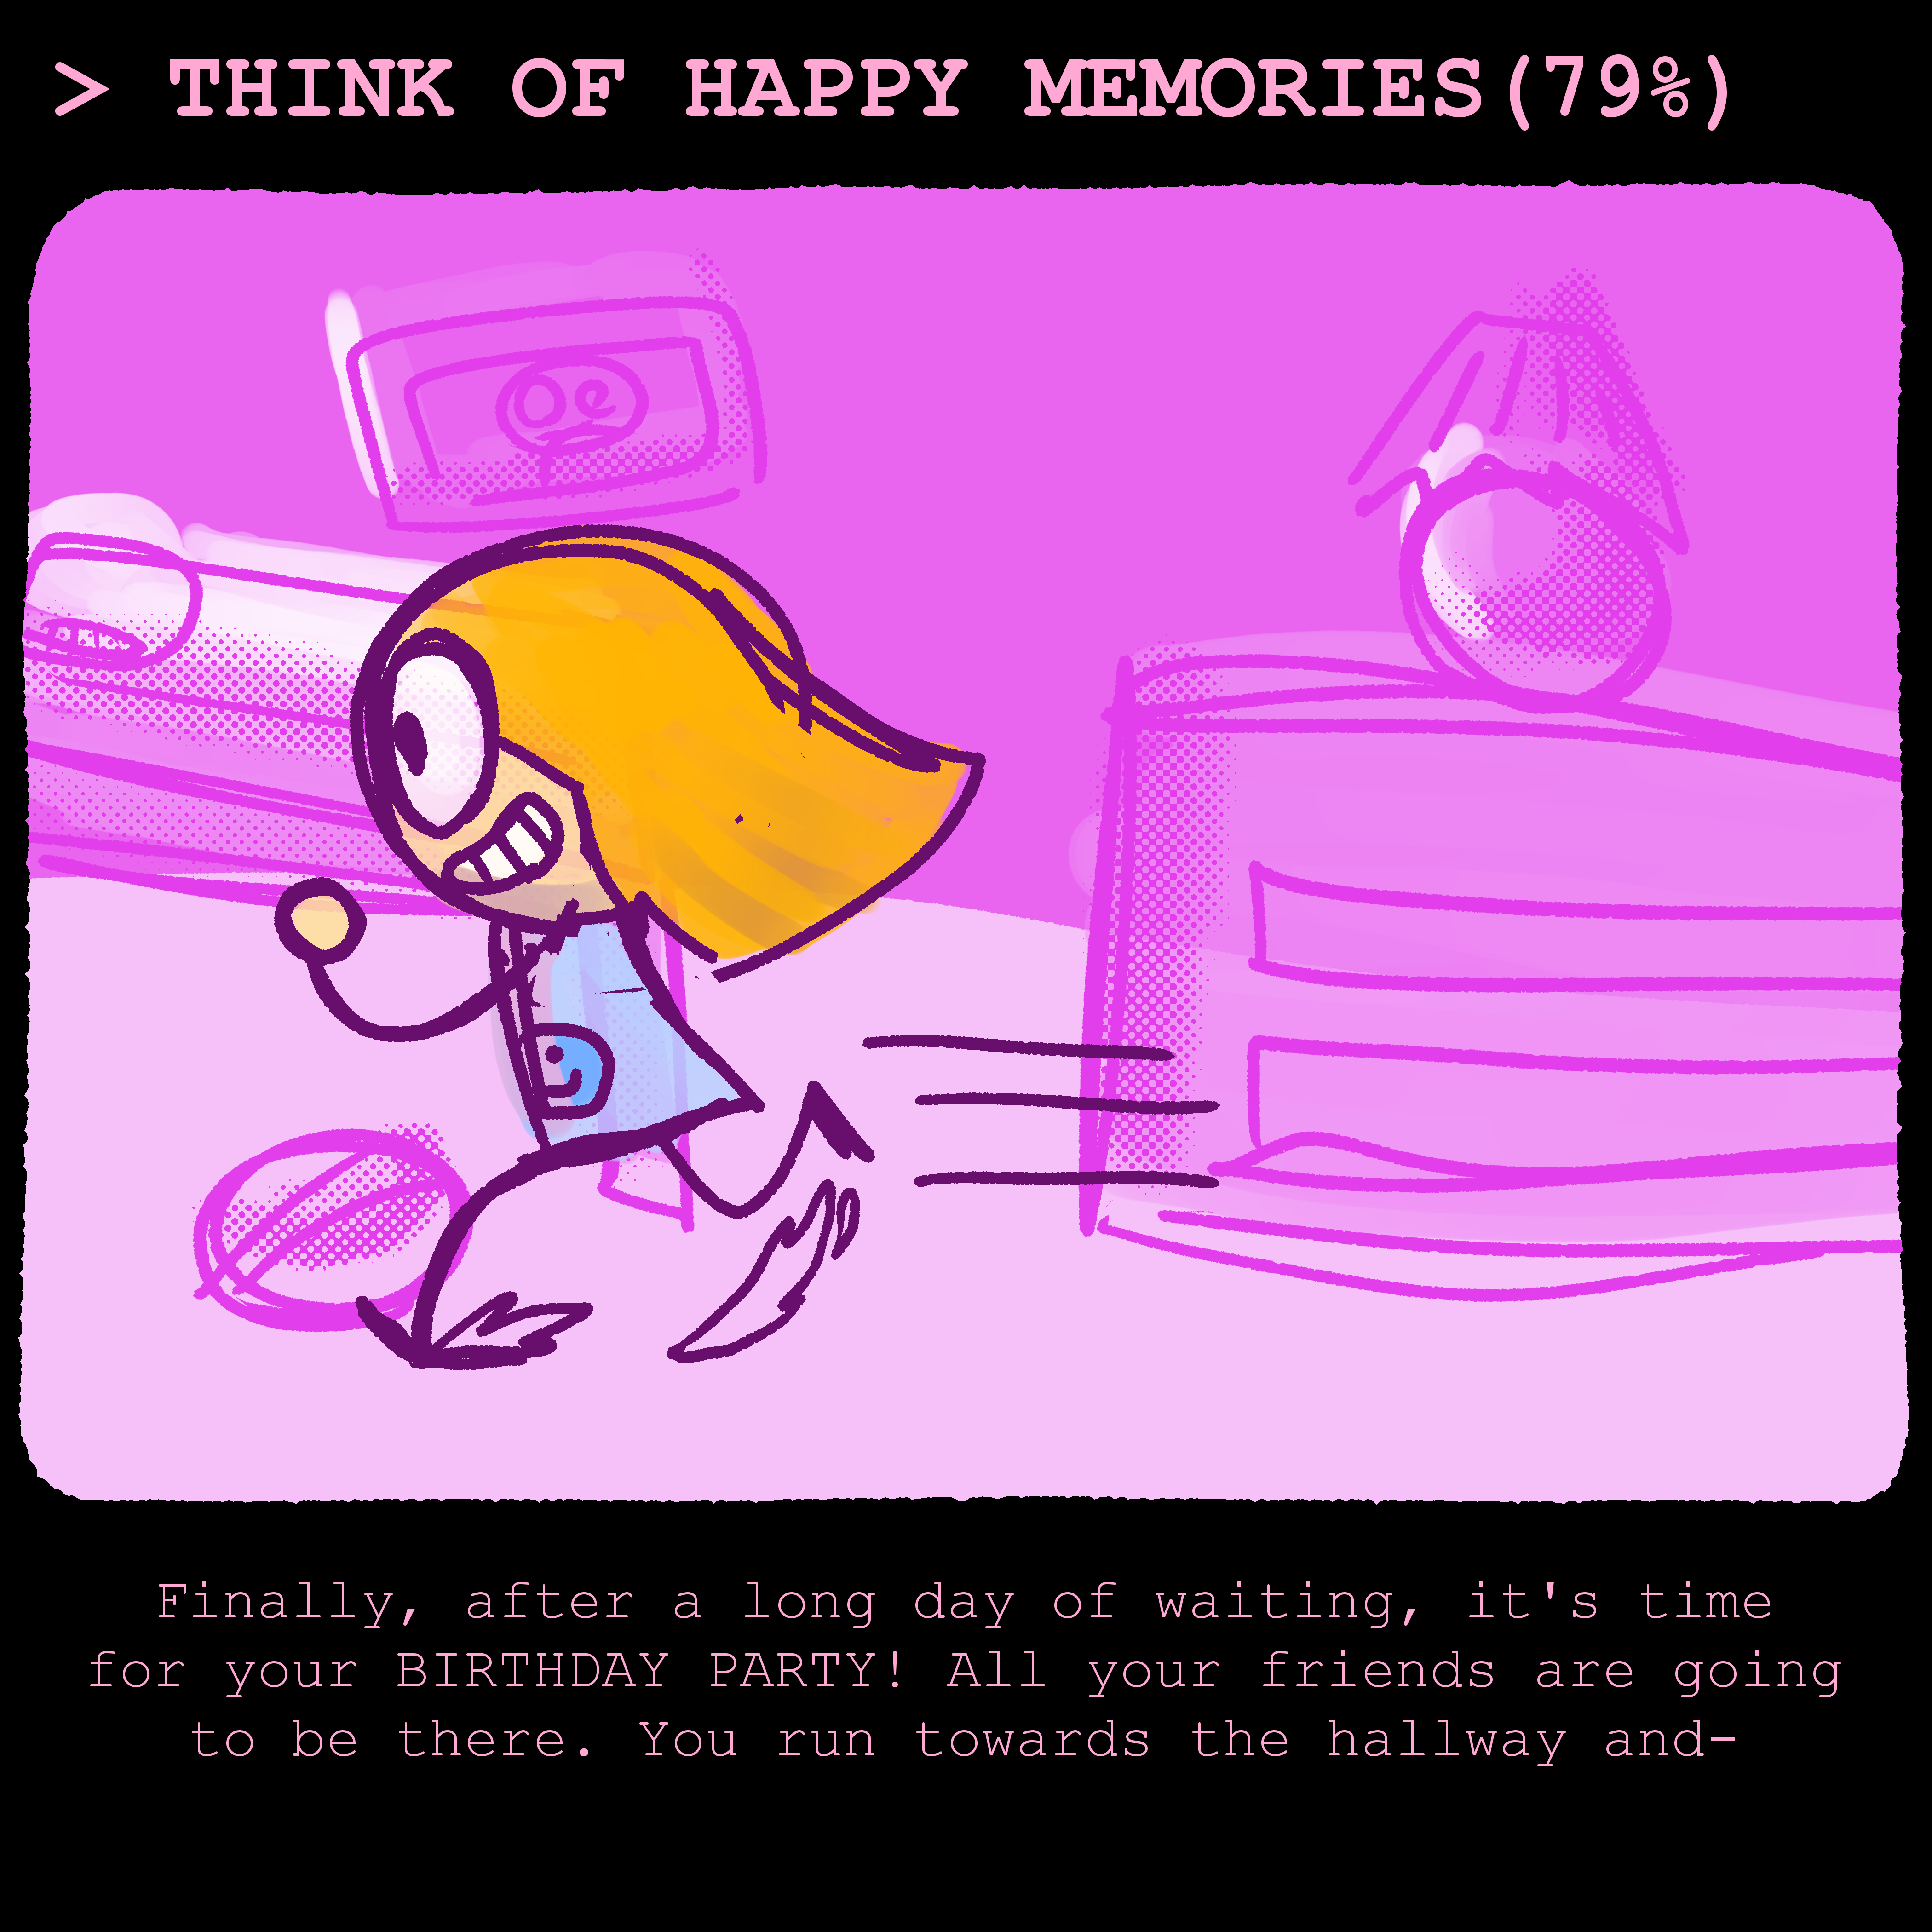 > THINK OF HAPPY MEMORIES(79%)
Finally, after a long day of waiting, it's time
for your BIRTHDAY PARTY! All your friends are going
to be there. You run towards the hallway and-